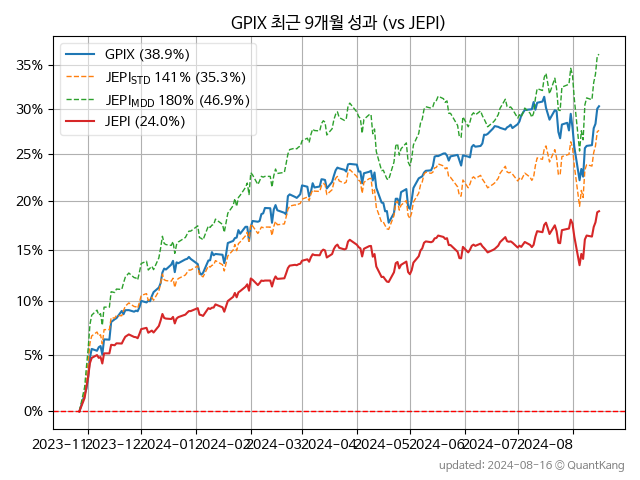 GPIX 최근 9개월 성과 (vs JEPI)
GPIX (38.9%)
JEPISTD 141% (35.3%)
JEPIMDD 180% (46.9%)
JEPI (24.0%)
35%
30%
25%
20%
15%
10%
5%
0%
2023-11 2023-12 2024-01 2024-02 2024-03 2024-04 2024-05 2024-06 2024-07 2024-08
updated: 2024-08-16 © QuantKang